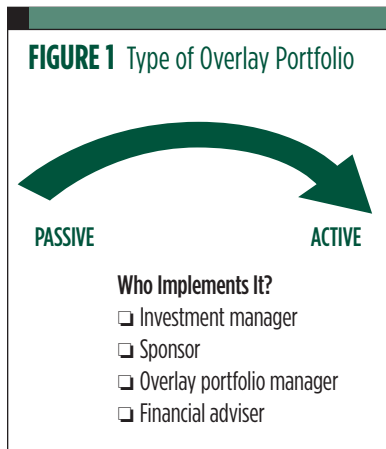 FIGURE 1 Type of Overlay Portfolio
PASSIVE ACTIVE
Who Implements It?
❏ Investment manager
❏ Sponsor
❏ Overlay portfolio manager
❏ Financial adviser